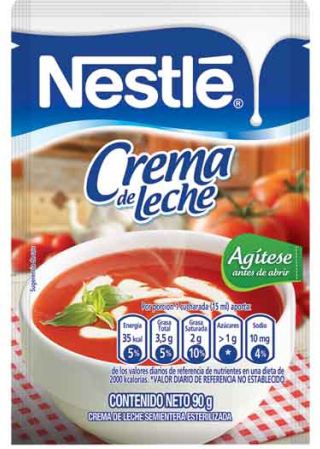 Nestlé®
Crema
de leche
Agítese
antes de abrir
Por porción 1 cucharada (15 ml) aporta:
Energía
35 kcal
5%
Grasa
Total
3,5 g
5%
Grasa
Saturada
2 g
10%
Azúcares
>1 g
*
Sodio
10 mg
4%
de los valores diarios de referencia de nutrientes en una dieta de
2000 kcalorías. *VALOR DIARIO DE REFERENCIA NO ESTABLECIDO
CONTENIDO NETO 90 g
CREMA DE LECHE SEMIENTERA ESTERILIZADA